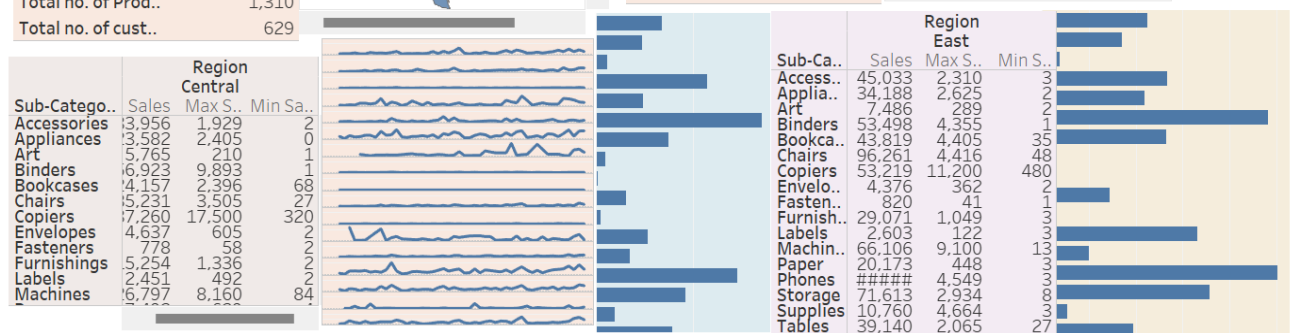 Total no. of Prod.. 1,310
Total no. of cust.. 629
Region
Central
Sub-Catego.. Sales Max S.. Min Sa..
Accessories 3,956 1,929 2
Appliances 3,582 2,405 0
Art 5,765 210 1
Binders 6,923 9,893 1
Bookcases 4,157 2,396 68
Chairs 5,231 3,505 27
Copiers 7,260 17,500 320
Envelopes 4,637 605 2
Fasteners 778 58 2
Furnishings 5,254 1,336 2
Labels 2,451 492 2
Machines 6,797 8,160 84
Region
East
Sub-Ca.. Sales Max S.. Min S..
Access.. 45,033 2,310 3
Applia.. 34,188 2,625 2
Art 7,486 289 2
Binders 53,498 4,355 1
Bookca.. 43,819 4,405 35
Chairs 96,261 4,416 48
Copiers 53,219 11,200 480
Envelo.. 4,376 362 2
Fasten.. 820 41 1
Furnish.. 29,071 1,049 3
Labels 2,603 122 3
Machin.. 66,106 9,100 13
Paper 20,173 448 3
Phones ##### 4,549 3
Storage 71,613 2,934 8
Supplies 10,760 4,664 3
Tables 39,140 2,065 27